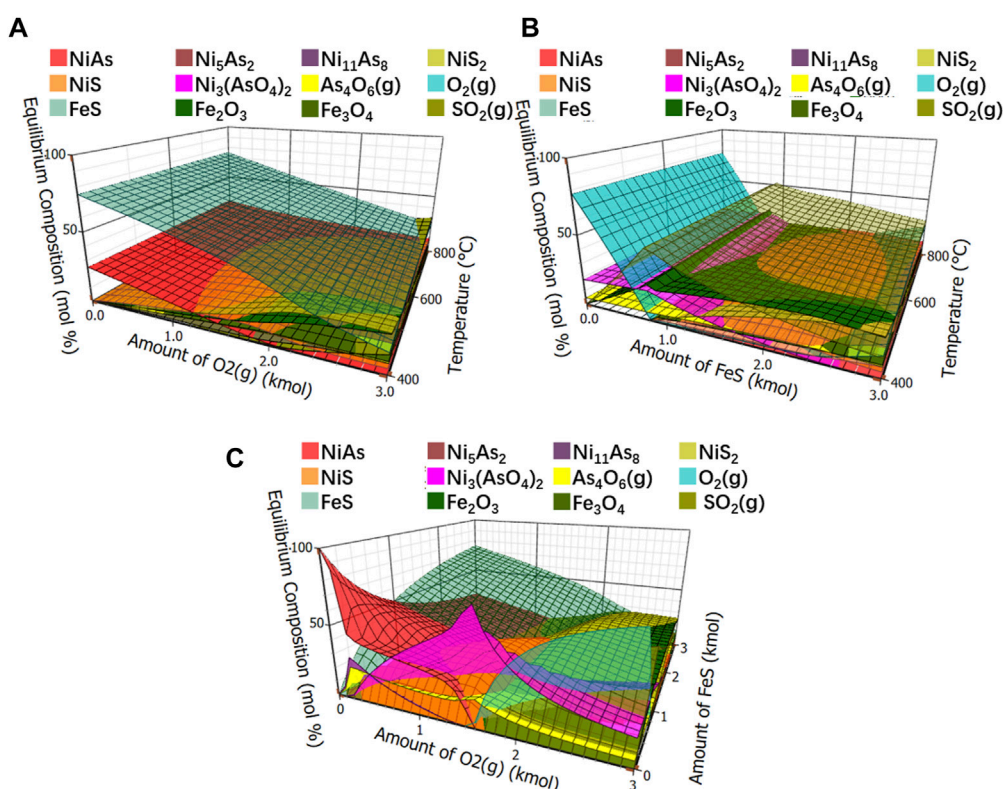 A
NiAs Ni5As2 Ni11As8 NiS2
NiS Ni3(AsO4)2 As4O6(g) O2(g)
FeS Fe2O3 Fe3O4 SO2(g)
Equilibrium Composition (mol %)
100
50
0.0
1.0
2.0
3.0
Amount of O2(g) (kmol)
400
600
800
Temperature (°C)
B
NiAs Ni5As2 Ni11As8 NiS2
NiS Ni3(AsO4)2 As4O6(g) O2(g)
FeS Fe2O3 Fe3O4 SO2(g)
Equilibrium Composition (mol %)
100
50
0.0
1.0
2.0
3.0
Amount of FeS (kmol)
400
600
800
Temperature (°C)
C
NiAs Ni5As2 Ni11As8 NiS2
NiS Ni3(AsO4)2 As4O6(g) O2(g)
FeS Fe2O3 Fe3O4 SO2(g)
Equilibrium Composition (mol %)
100
50
0
1
2
3
Amount of O2(g) (kmol)
0
1
2
3
Amount of FeS (kmol)